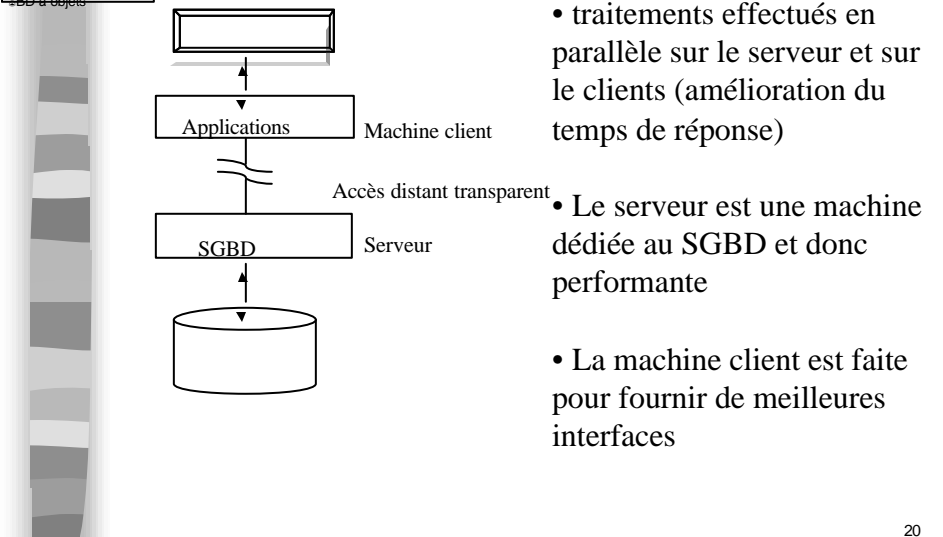 BD à objets
Applications
Machine client
Accès distant transparent
SGBD
Serveur
• traitements effectués en
parallèle sur le serveur et sur
le clients (amélioration du
temps de réponse)
• Le serveur est une machine
dédiée au SGBD et donc
performante
• La machine client est faite
pour fournir de meilleures
interfaces
20